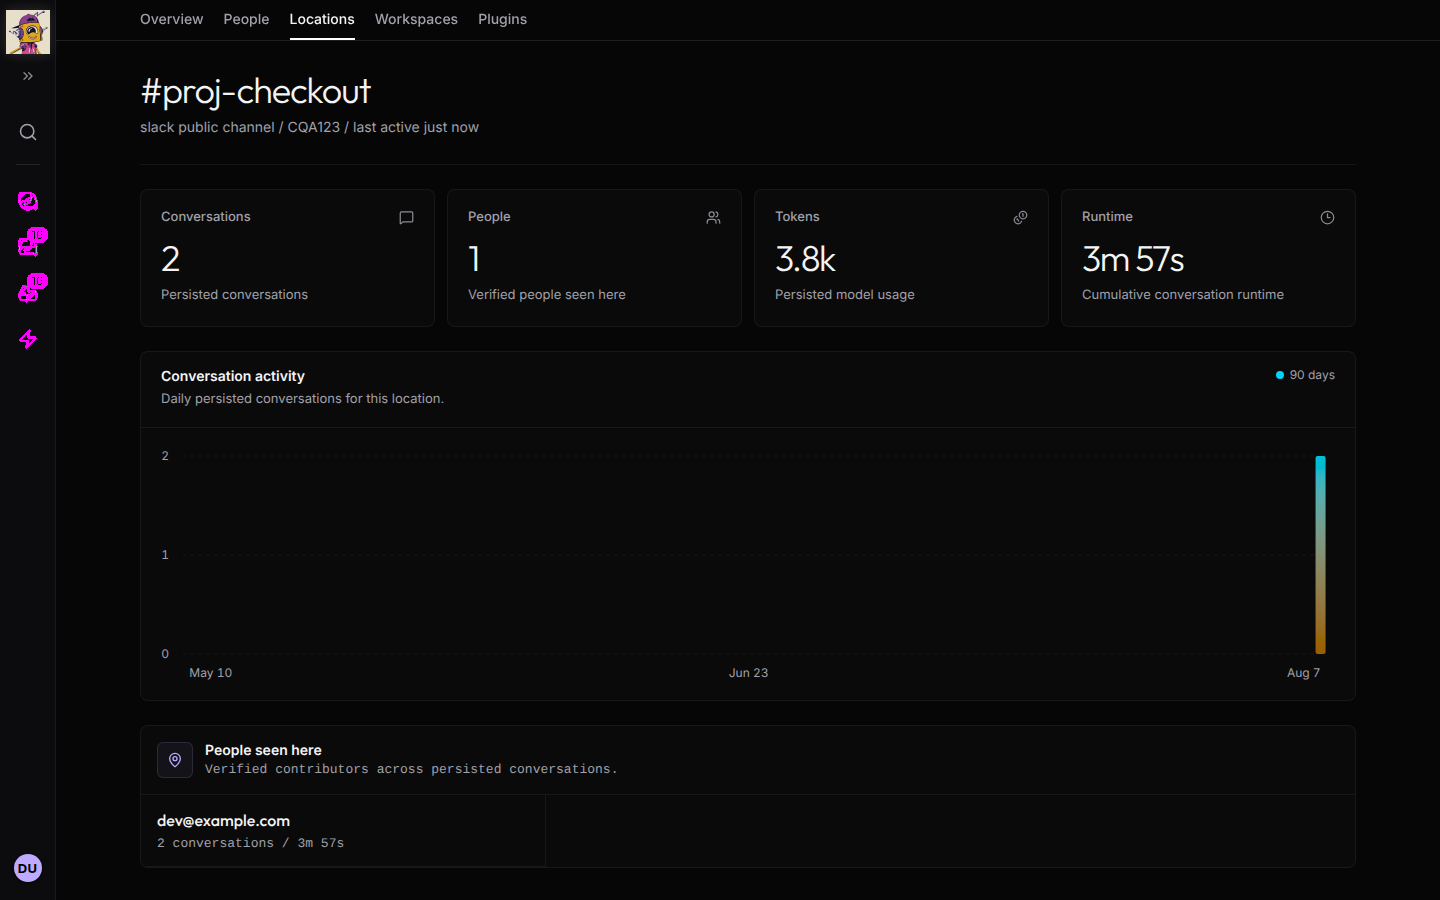 Overview People Locations Workspaces Plugins
#proj-checkout
slack public channel / CQA123 / last active just now
Conversations
2
Persisted conversations
People
1
Verified people seen here
Tokens
3.8k
Persisted model usage
Runtime
3m 57s
Cumulative conversation runtime
Conversation activity
90 days
Daily persisted conversations for this location.
2
1
0
May 10 Jun 23 Aug 7
People seen here
Verified contributors across persisted conversations.
dev@example.com
2 conversations / 3m 57s
DU